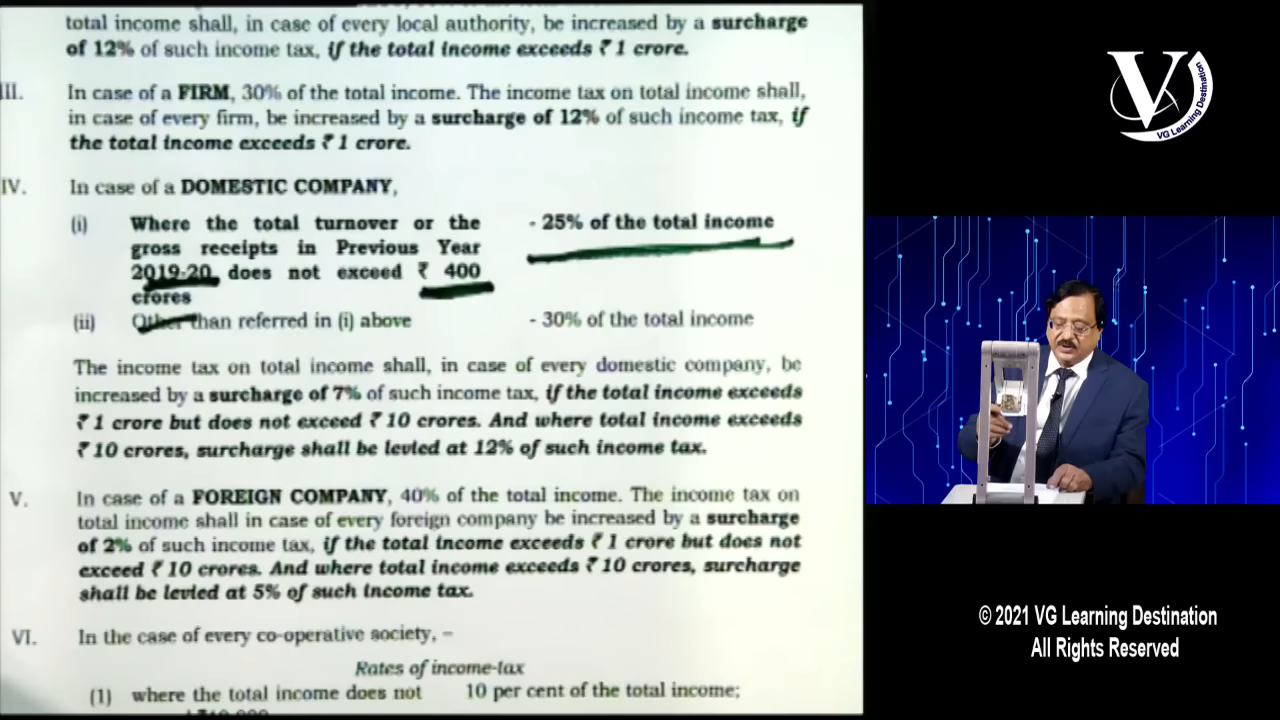 total income shall, in case of every local authority, be increased by a surcharge
of 12% of such income tax, if the total income exceeds ₹ 1 crore.
III. In case of a FIRM, 30% of the total income. The income tax on total income shall,
in case of every firm, be increased by a surcharge of 12% of such income tax, if
the total income exceeds ₹ 1 crore.
IV. In case of a DOMESTIC COMPANY,
(i) Where the total turnover or the - 25% of the total income
gross receipts in Previous Year
2019-20 does not exceed ₹ 400
crores
(ii) Other than referred in (i) above - 30% of the total income
The income tax on total income shall, in case of every domestic company, be
increased by a surcharge of 7% of such income tax, if the total income exceeds
₹ 1 crore but does not exceed ₹ 10 crores. And where total income exceeds
₹ 10 crores, surcharge shall be levied at 12% of such income tax.
V. In case of a FOREIGN COMPANY, 40% of the total income. The income tax on
total income shall in case of every foreign company be increased by a surcharge
of 2% of such income tax, if the total income exceeds ₹ 1 crore but does not
exceed ₹ 10 crores. And where total income exceeds ₹ 10 crores, surcharge
shall be levied at 5% of such income tax.
VI. In the case of every co-operative society, –
Rates of income-tax
(1) where the total income does not 10 per cent of the total income;
V
VG Learning Destination
© 2021 VG Learning Destination
All Rights Reserved